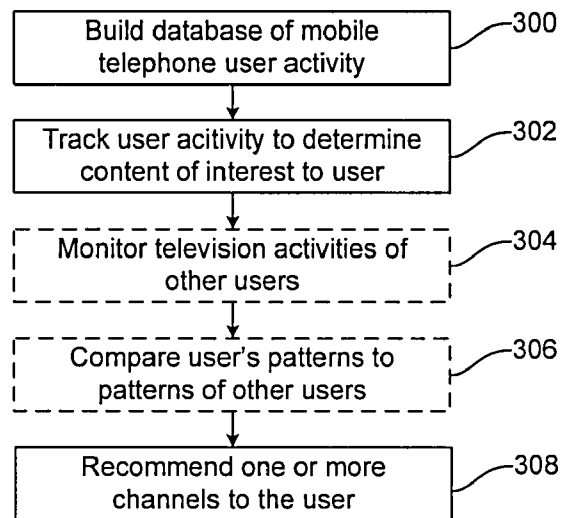 Build database of mobile
telephone user activity
300
Track user acitivity to determine
content of interest to user
302
Monitor television activities of
other users
304
Compare user's patterns to
patterns of other users
306
Recommend one or more
channels to the user
308